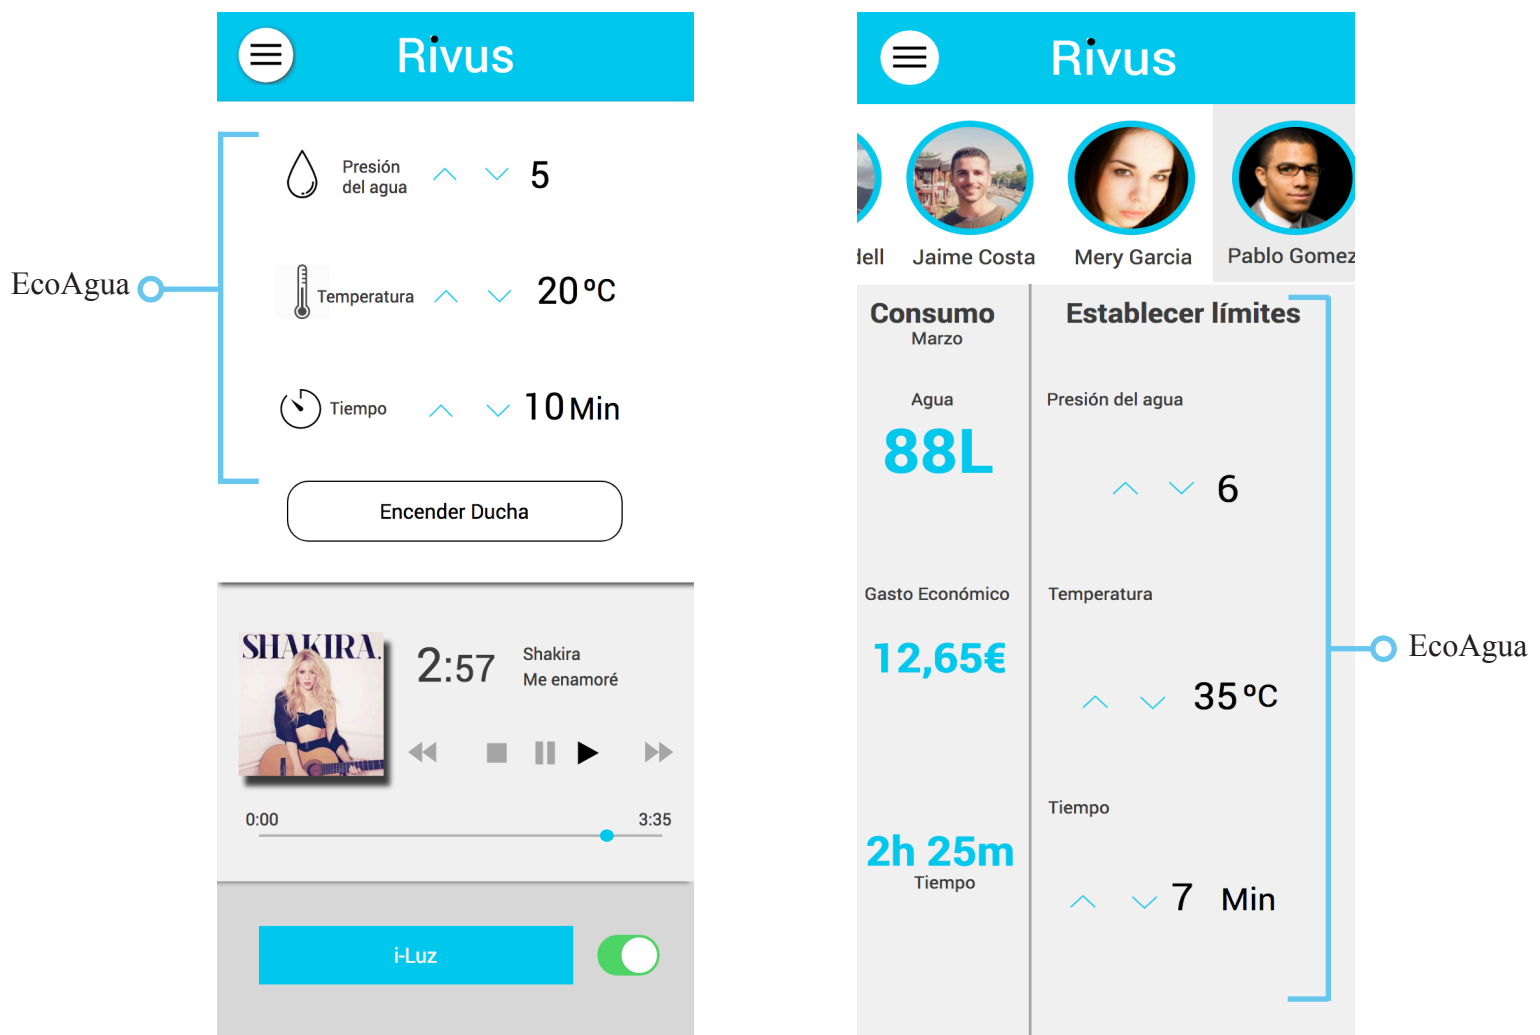 Rivus
EcoAgua
Presión
del agua
5
Temperatura
20 ºC
Tiempo
10 Min
Encender Ducha
SHAKIRA.
2:57
Shakira
Me enamoré
0:00
3:35
i-Luz
Rivus
dell
Jaime Costa
Mery Garcia
Pablo Gomez
Consumo
Marzo
Agua
88L
Gasto Económico
12,65€
2h 25m
Tiempo
Establecer límites
Presión del agua
6
Temperatura
35 ºC
Tiempo
7 Min
EcoAgua